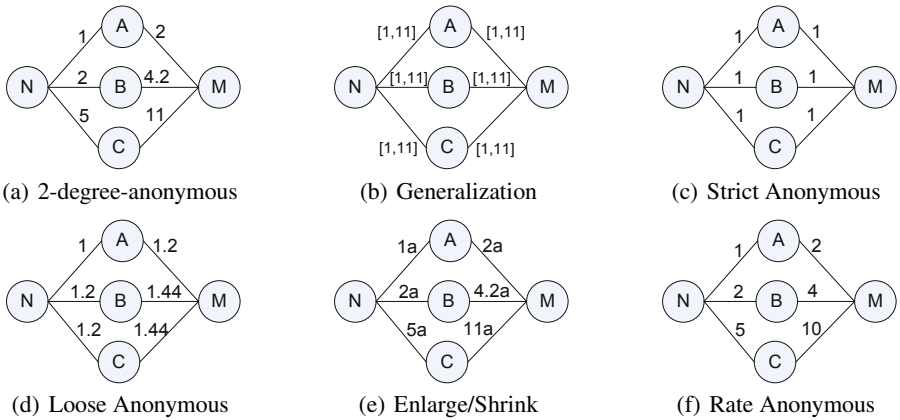 A
1
2
N
2
B
4.2
M
5
11
C
(a) 2-degree-anonymous
A
[1,11]
[1,11]
N
[1,11]
B
[1,11]
M
[1,11]
C
[1,11]
(b) Generalization
A
1
1
N
1
B
1
M
1
1
C
(c) Strict Anonymous
A
1
1.2
N
1.2
B
1.44
M
1.2
1.44
C
(d) Loose Anonymous
A
1a
2a
N
2a
B
4.2a
M
5a
11a
C
(e) Enlarge/Shrink
A
1
2
N
2
B
4
M
5
10
C
(f) Rate Anonymous